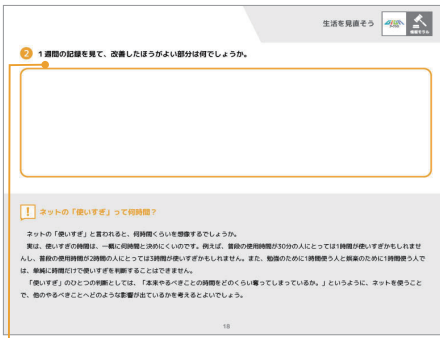 生活を見直そう
情報モラル
2 1週間の記録を見て、改善したほうがよい部分は何でしょうか。
! ネットの「使いすぎ」って何時間？
ネットの「使いすぎ」と言われると、何時間くらいを想像するでしょうか。
実は、使いすぎの時間は、一概に何時間と決めにくいのです。例えば、普段の使用時間が30分の人にとっては1時間が使いすぎかもしれませ
んし、普段の使用時間が2時間の人にとっては3時間が使いすぎかもしれません。また、勉強のために1時間使う人と娯楽のために1時間使う人で
は、単純に時間だけで使いすぎを判断することはできません。
「使いすぎ」のひとつの判断としては、「本来やるべきことの時間をどのくらい奪ってしまっているか。」というように、ネットを使うこと
で、他のやるべきことへどのような影響が出ているかを考えるとよいでしょう。
18